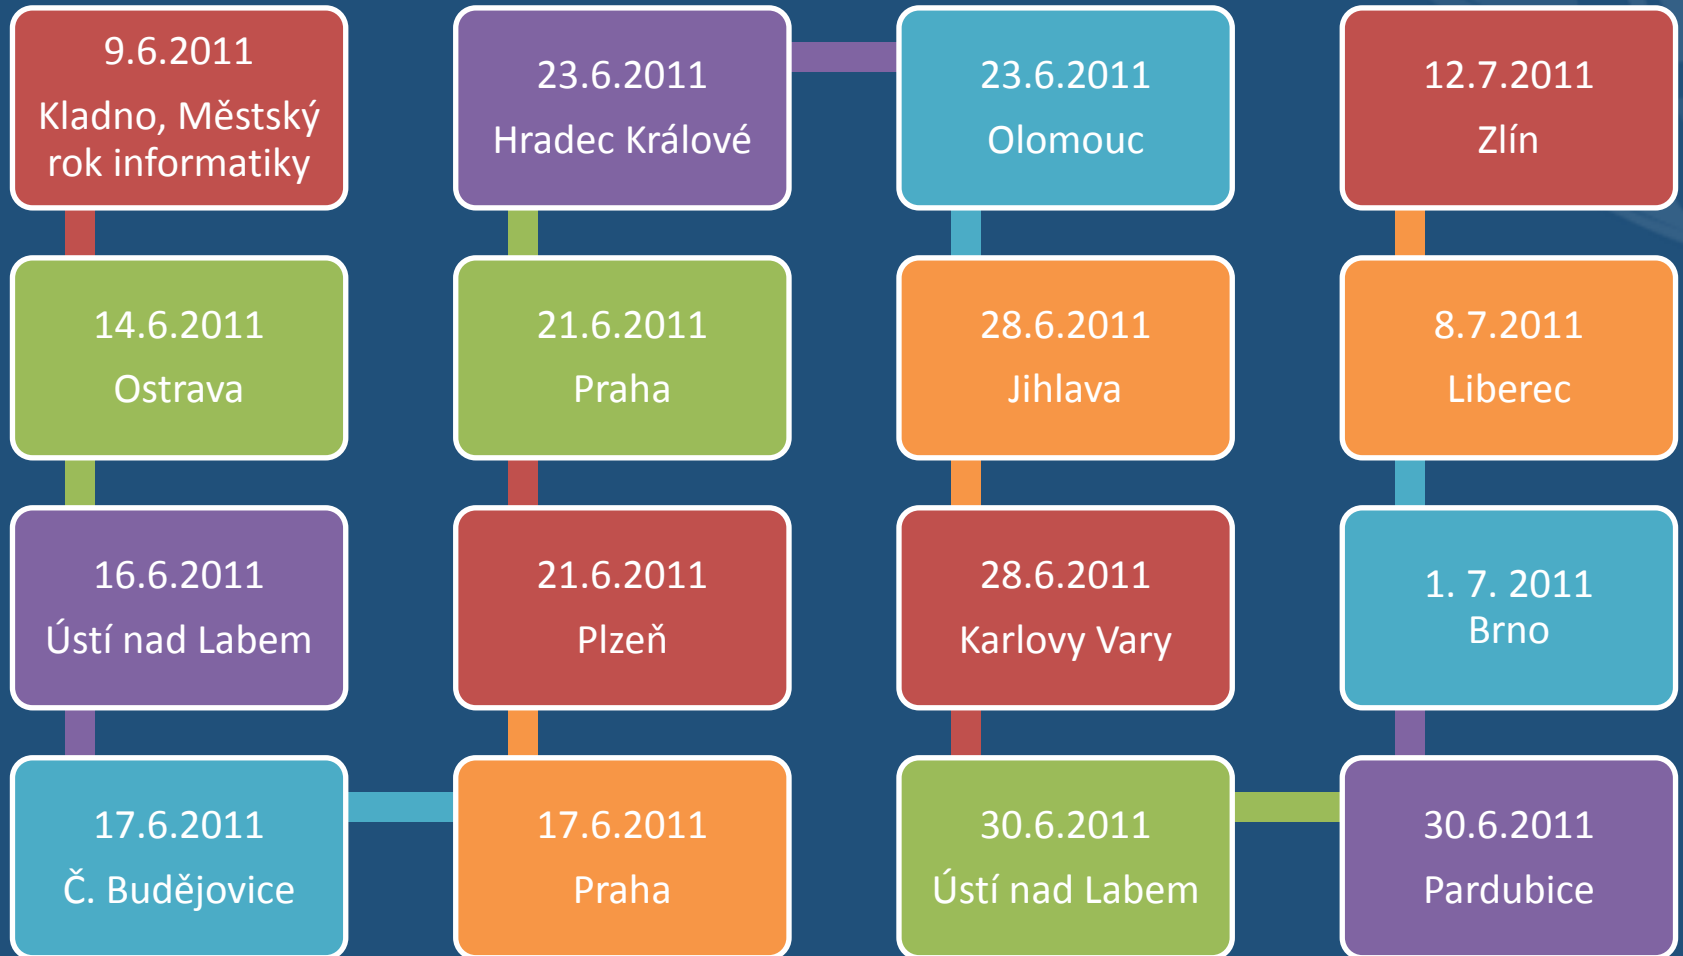 9.6.2011
Kladno, Městský
rok informatiky
14.6.2011
Ostrava
16.6.2011
Ústí nad Labem
17.6.2011
Č. Budějovice
17.6.2011
Praha
21.6.2011
Plzeň
21.6.2011
Praha
23.6.2011
Hradec Králové
23.6.2011
Olomouc
28.6.2011
Jihlava
28.6.2011
Karlovy Vary
30.6.2011
Ústí nad Labem
30.6.2011
Pardubice
1. 7. 2011
Brno
8.7.2011
Liberec
12.7.2011
Zlín